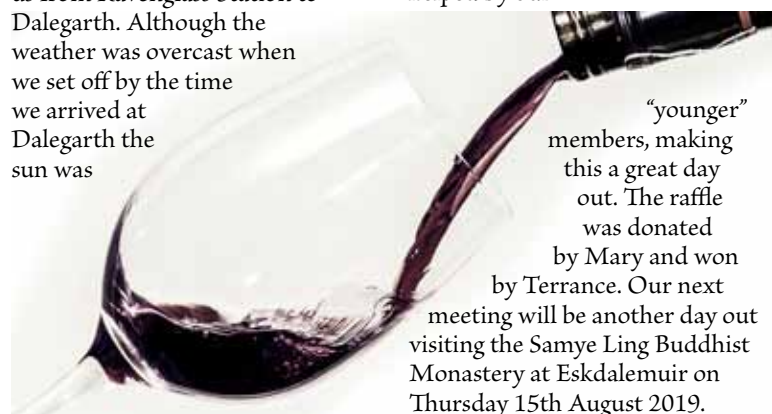 Dalegarth. Although the
weather was overcast when
we set off by the time
we arrived at
Dalegarth the
sun was
“younger”
members, making
this a great day
out. The raffle
was donated
by Mary and won
by Terrance. Our next
meeting will be another day out
visiting the Samye Ling Buddhist
Monastery at Eskdalemuir on
Thursday 15th August 2019.